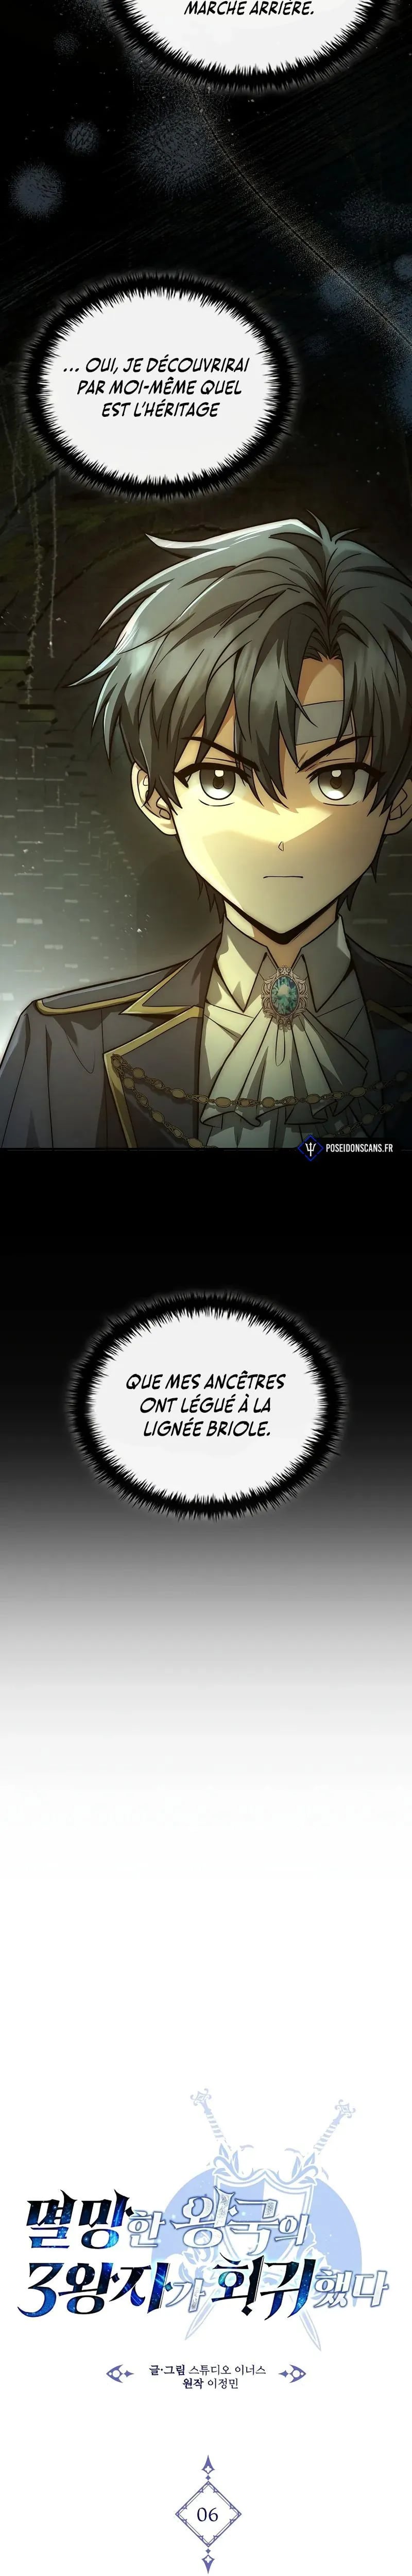 MARCHE ARRIÈRE.
... OUI, JE DÉCOUVRIRAI
PAR MOI-MÊME QUEL
EST L'HÉRITAGE
POSEIDONSCANS.FR
QUE MES ANCÊTRES
ONT LÉGUÉ À LA
LIGNÉE BRIOLE.
멸망한 왕국의
3왕자가 회귀했다
글·그림 스튜디오 이너스
원작 이정민
06